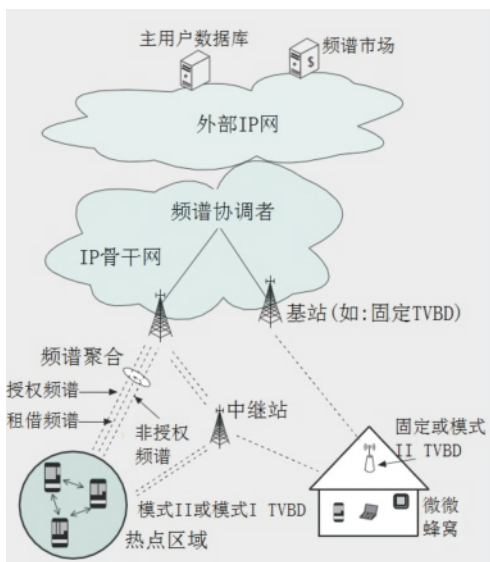 主用户数据库
频谱市场
$
外部IP网
频谱协调者
IP骨干网
基站(如:固定TVBD)
频谱聚合
授权频谱
租借频谱
非授权
频谱
中继站
固定或模式
II TVBD
模式II或模式I TVBD
热点区域
微微
蜂窝